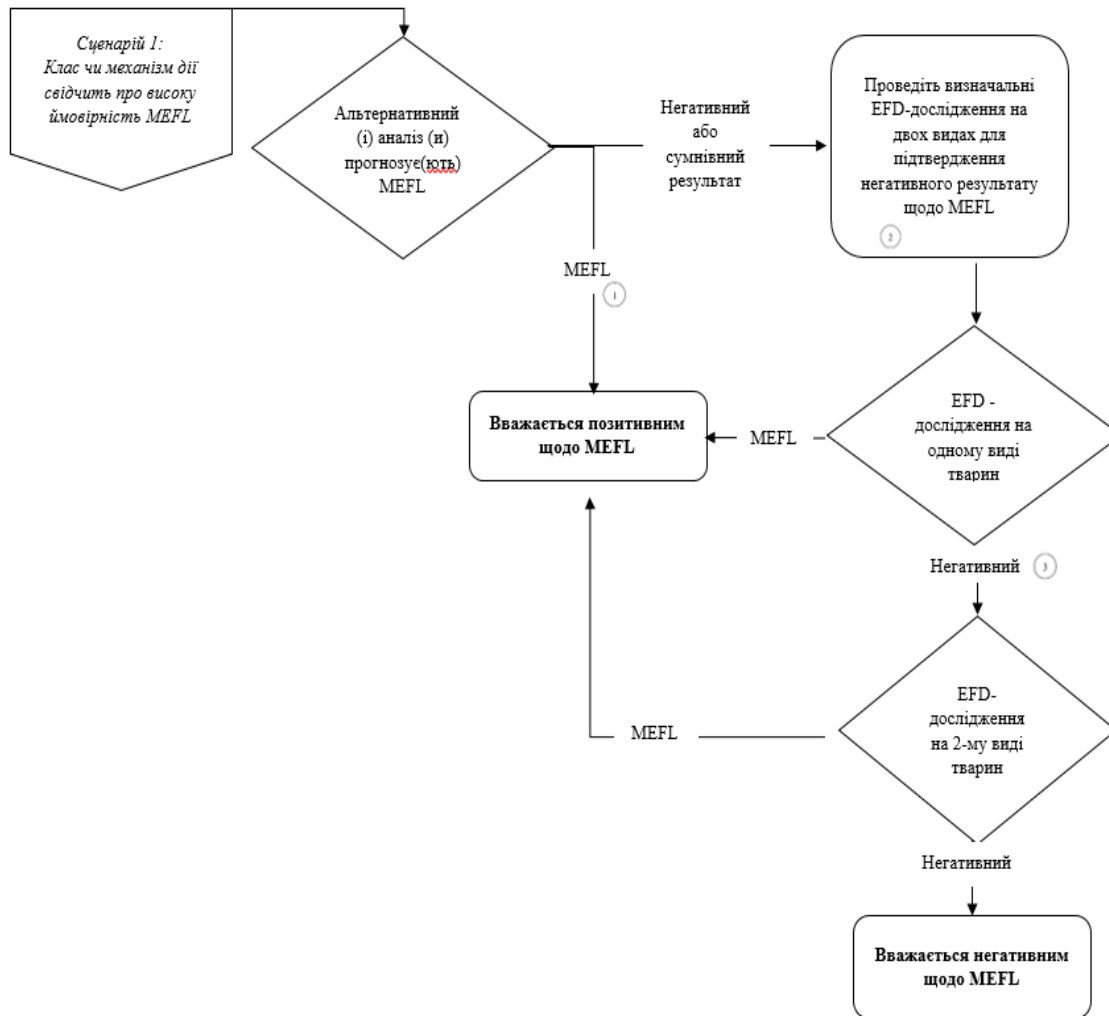 Сценарій 1:
Клас чи механізм дії
свідчить про високу
ймовірність MEFL
Альтернативний
(і) аналіз (и)
прогнозує(ють)
MEFL
Негативний
або
сумнівний
результат
Проведіть визначальні
EFD-дослідження на
двох видах для
підтвердження
негативного результату
щодо MEFL
2
MEFL
1
Вважається позитивним
щодо MEFL
MEFL
EFD -
дослідження на
одному виді
тварин
Негативний
3
MEFL
EFD-
дослідження
на 2-му виді
тварин
Негативний
Вважається негативним
щодо MEFL